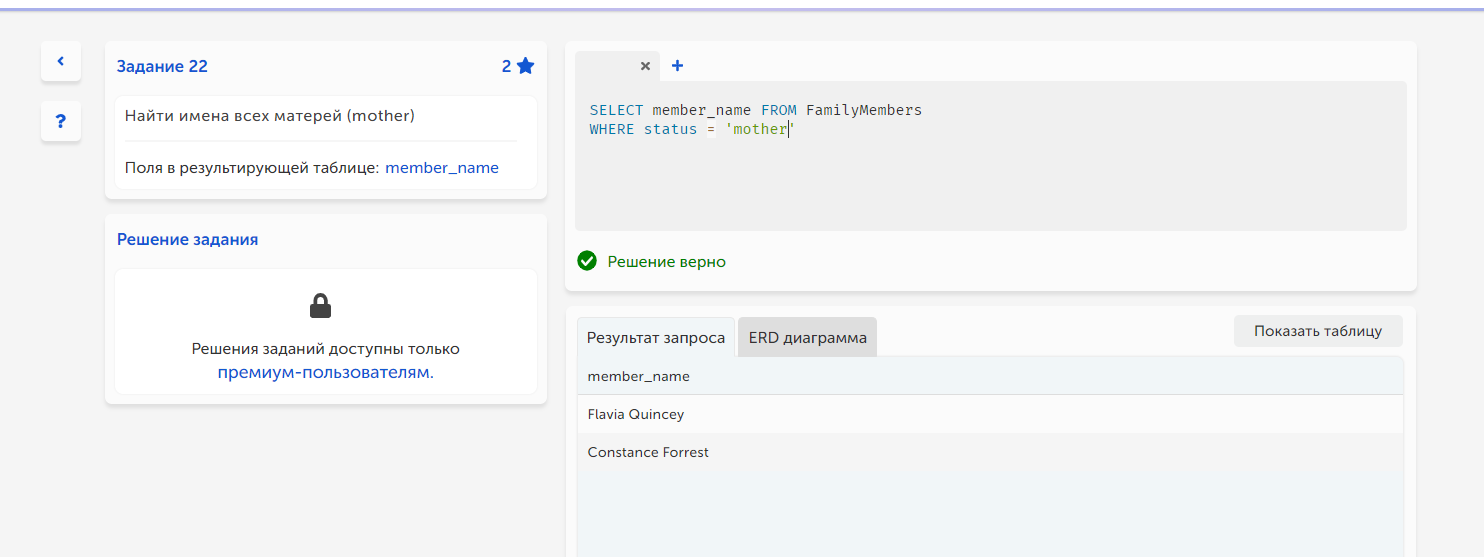 Задание 22
2
Найти имена всех матерей (mother)
Поля в результирующей таблице: member_name
?
Решение задания
Решения заданий доступны только
премиум-пользователям.
SELECT member_name FROM FamilyMembers
WHERE status = 'mother'
Решение верно
Результат запроса
ERD диаграмма
Показать таблицу
member_name
Flavia Quincey
Constance Forrest